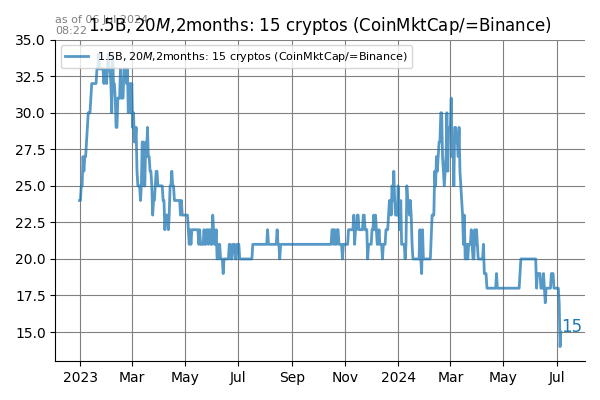 as of 05 Jul 2024
08:22
1.5B, 20M, 2months: 15 cryptos (CoinMktCap/=Binance)
1.5B, 20M, 2months: 15 cryptos (CoinMktCap/=Binance)
35.0
32.5
30.0
27.5
25.0
22.5
20.0
17.5
15.0
15
2023 Mar May Jul Sep Nov 2024 Mar May Jul